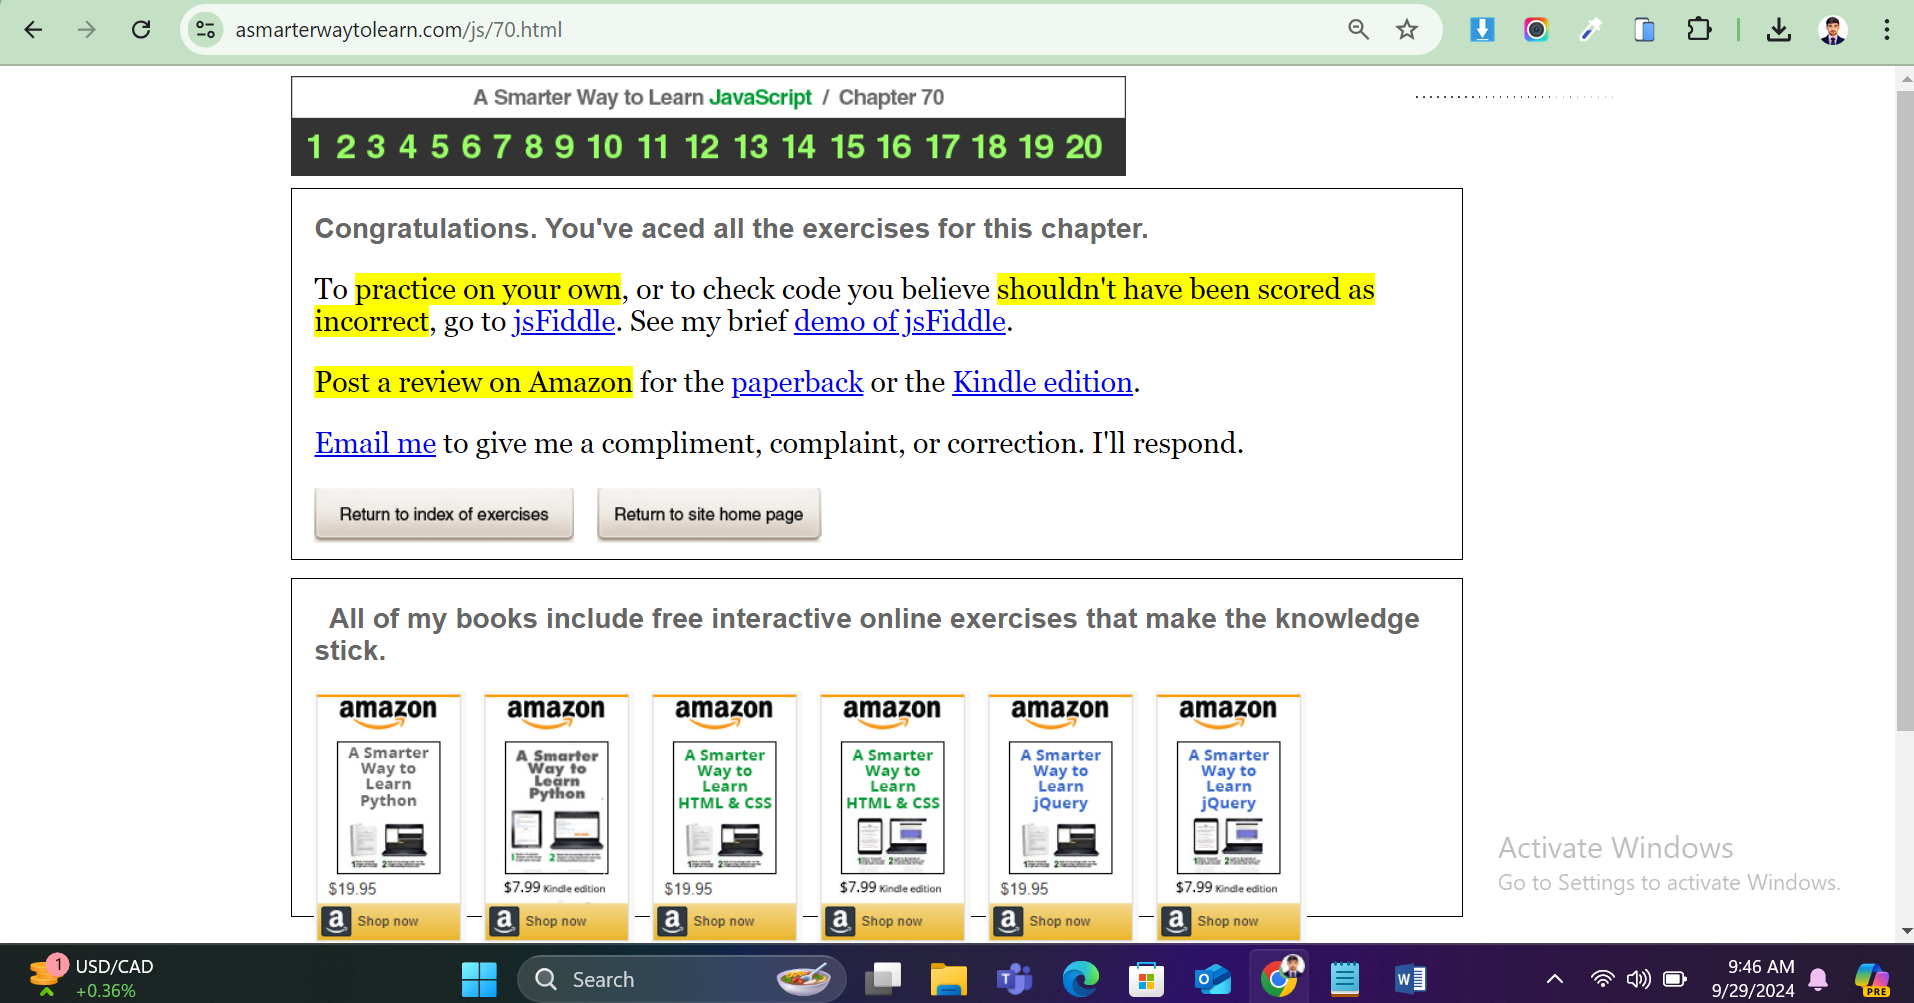 asmarterwaytolearn.com/js/70.html
A Smarter Way to Learn JavaScript / Chapter 70
1 2 3 4 5 6 7 8 9 10 11 12 13 14 15 16 17 18 19 20
Congratulations. You've aced all the exercises for this chapter.
To practice on your own, or to check code you believe shouldn't have been scored as
incorrect, go to jsFiddle. See my brief demo of jsFiddle.
Post a review on Amazon for the paperback or the Kindle edition.
Email me to give me a compliment, complaint, or correction. I'll respond.
Return to index of exercises Return to site home page
All of my books include free interactive online exercises that make the knowledge
stick.
amazon amazon amazon amazon amazon amazon
A Smarter A Smarter A Smarter A Smarter A Smarter A Smarter
Way to Way to Way to Way to Way to Way to
Learn Learn Learn Learn Learn Learn
Python Python HTML & CSS HTML & CSS jQuery jQuery
$19.95 $7.99 Kindle edition $19.95 $7.99 Kindle edition $19.95 $7.99 Kindle edition
a Shop now a Shop now a Shop now a Shop now a Shop now a Shop now
Activate Windows
Go to Settings to activate Windows.
1 USD/CAD
+0.36%
Search
9:46 AM
9/29/2024
PRE